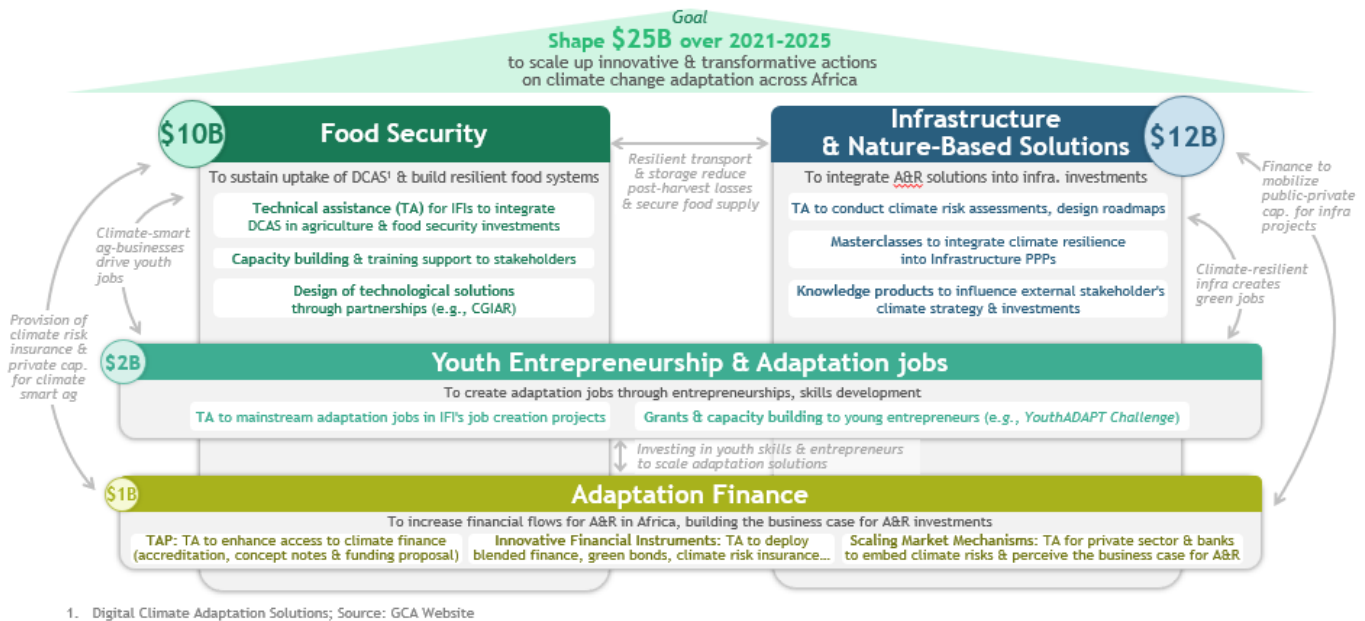 Goal
Shape $25B over 2021-2025
to scale up innovative & transformative actions
on climate change adaptation across Africa
$10B
Food Security
To sustain uptake of DCAS¹ & build resilient food systems
Technical assistance (TA) for IFIs to integrate
DCAS in agriculture & food security investments
Capacity building & training support to stakeholders
Design of technological solutions
through partnerships (e.g., CGIAR)
Resilient transport
& storage reduce
post-harvest losses
& secure food supply
Infrastructure
& Nature-Based Solutions
$12B
To integrate A&R solutions into infra. investments
TA to conduct climate risk assessments, design roadmaps
Masterclasses to integrate climate resilience
into Infrastructure PPPs
Knowledge products to influence external stakeholder's
climate strategy & investments
Finance to
mobilize
public-private
cap. for infra
projects
Climate-smart
ag-businesses
drive youth
jobs
Climate-resilient
infra creates
green jobs
Provision of
climate risk
insurance &
private cap.
for climate
smart ag
$2B
Youth Entrepreneurship & Adaptation jobs
To create adaptation jobs through entrepreneurships, skills development
TA to mainstream adaptation jobs in IFI's job creation projects
Grants & capacity building to young entrepreneurs (e.g., YouthADAPT Challenge)
Investing in youth skills & entrepreneurs
to scale adaptation solutions
$1B
Adaptation Finance
To increase financial flows for A&R in Africa, building the business case for A&R investments
TAP: TA to enhance access to climate finance
(accreditation, concept notes & funding proposal)
Innovative Financial Instruments: TA to deploy
blended finance, green bonds, climate risk insurance…
Scaling Market Mechanisms: TA for private sector & banks
to embed climate risks & perceive the business case for A&R
1. Digital Climate Adaptation Solutions; Source: GCA Website